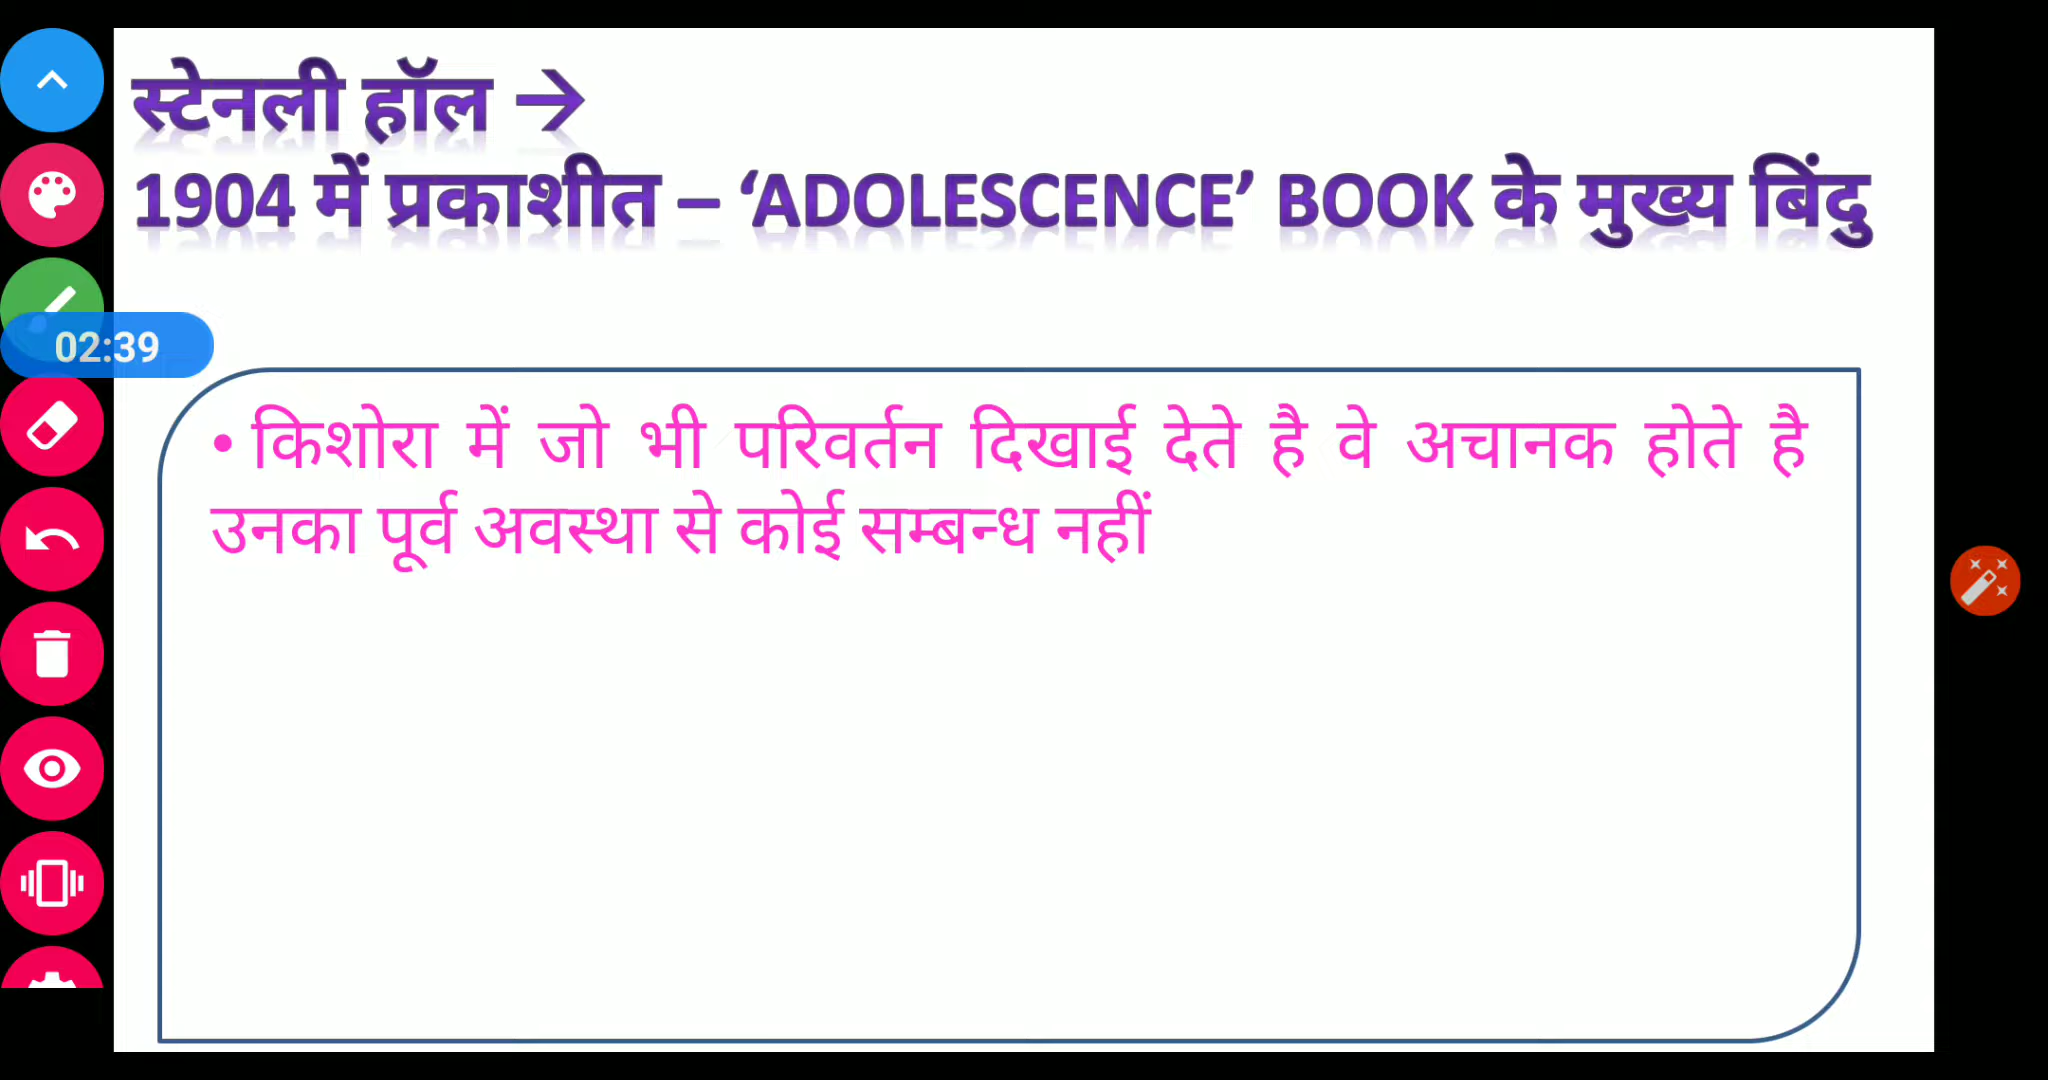 स्टेनली हॉल →
1904 में प्रकाशीत – ‘ADOLESCENCE’ BOOK के मुख्य बिंदु
02:39
• किशोरा में जो भी परिवर्तन दिखाई देते है वे अचानक होते है
उनका पूर्व अवस्था से कोई सम्बन्ध नहीं